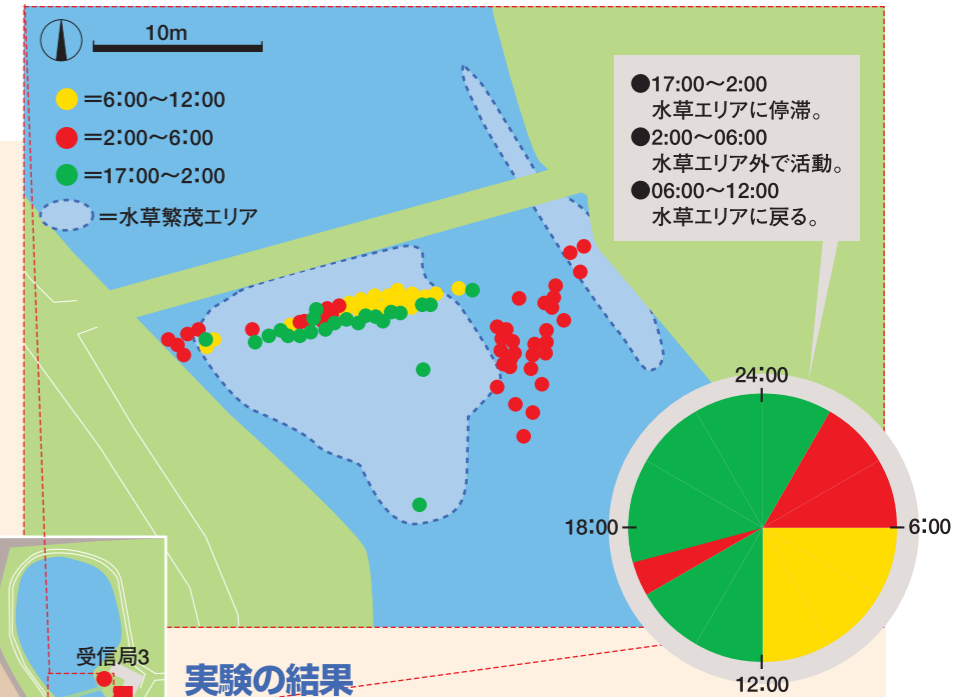 10m
=6:00〜12:00
=2:00〜6:00
=17:00〜2:00
=水草繁茂エリア
●17:00〜2:00
水草エリアに停滞。
●2:00〜06:00
水草エリア外で活動。
●06:00〜12:00
水草エリアに戻る。
24:00
18:00
6:00
12:00
受信局3
実験の結果